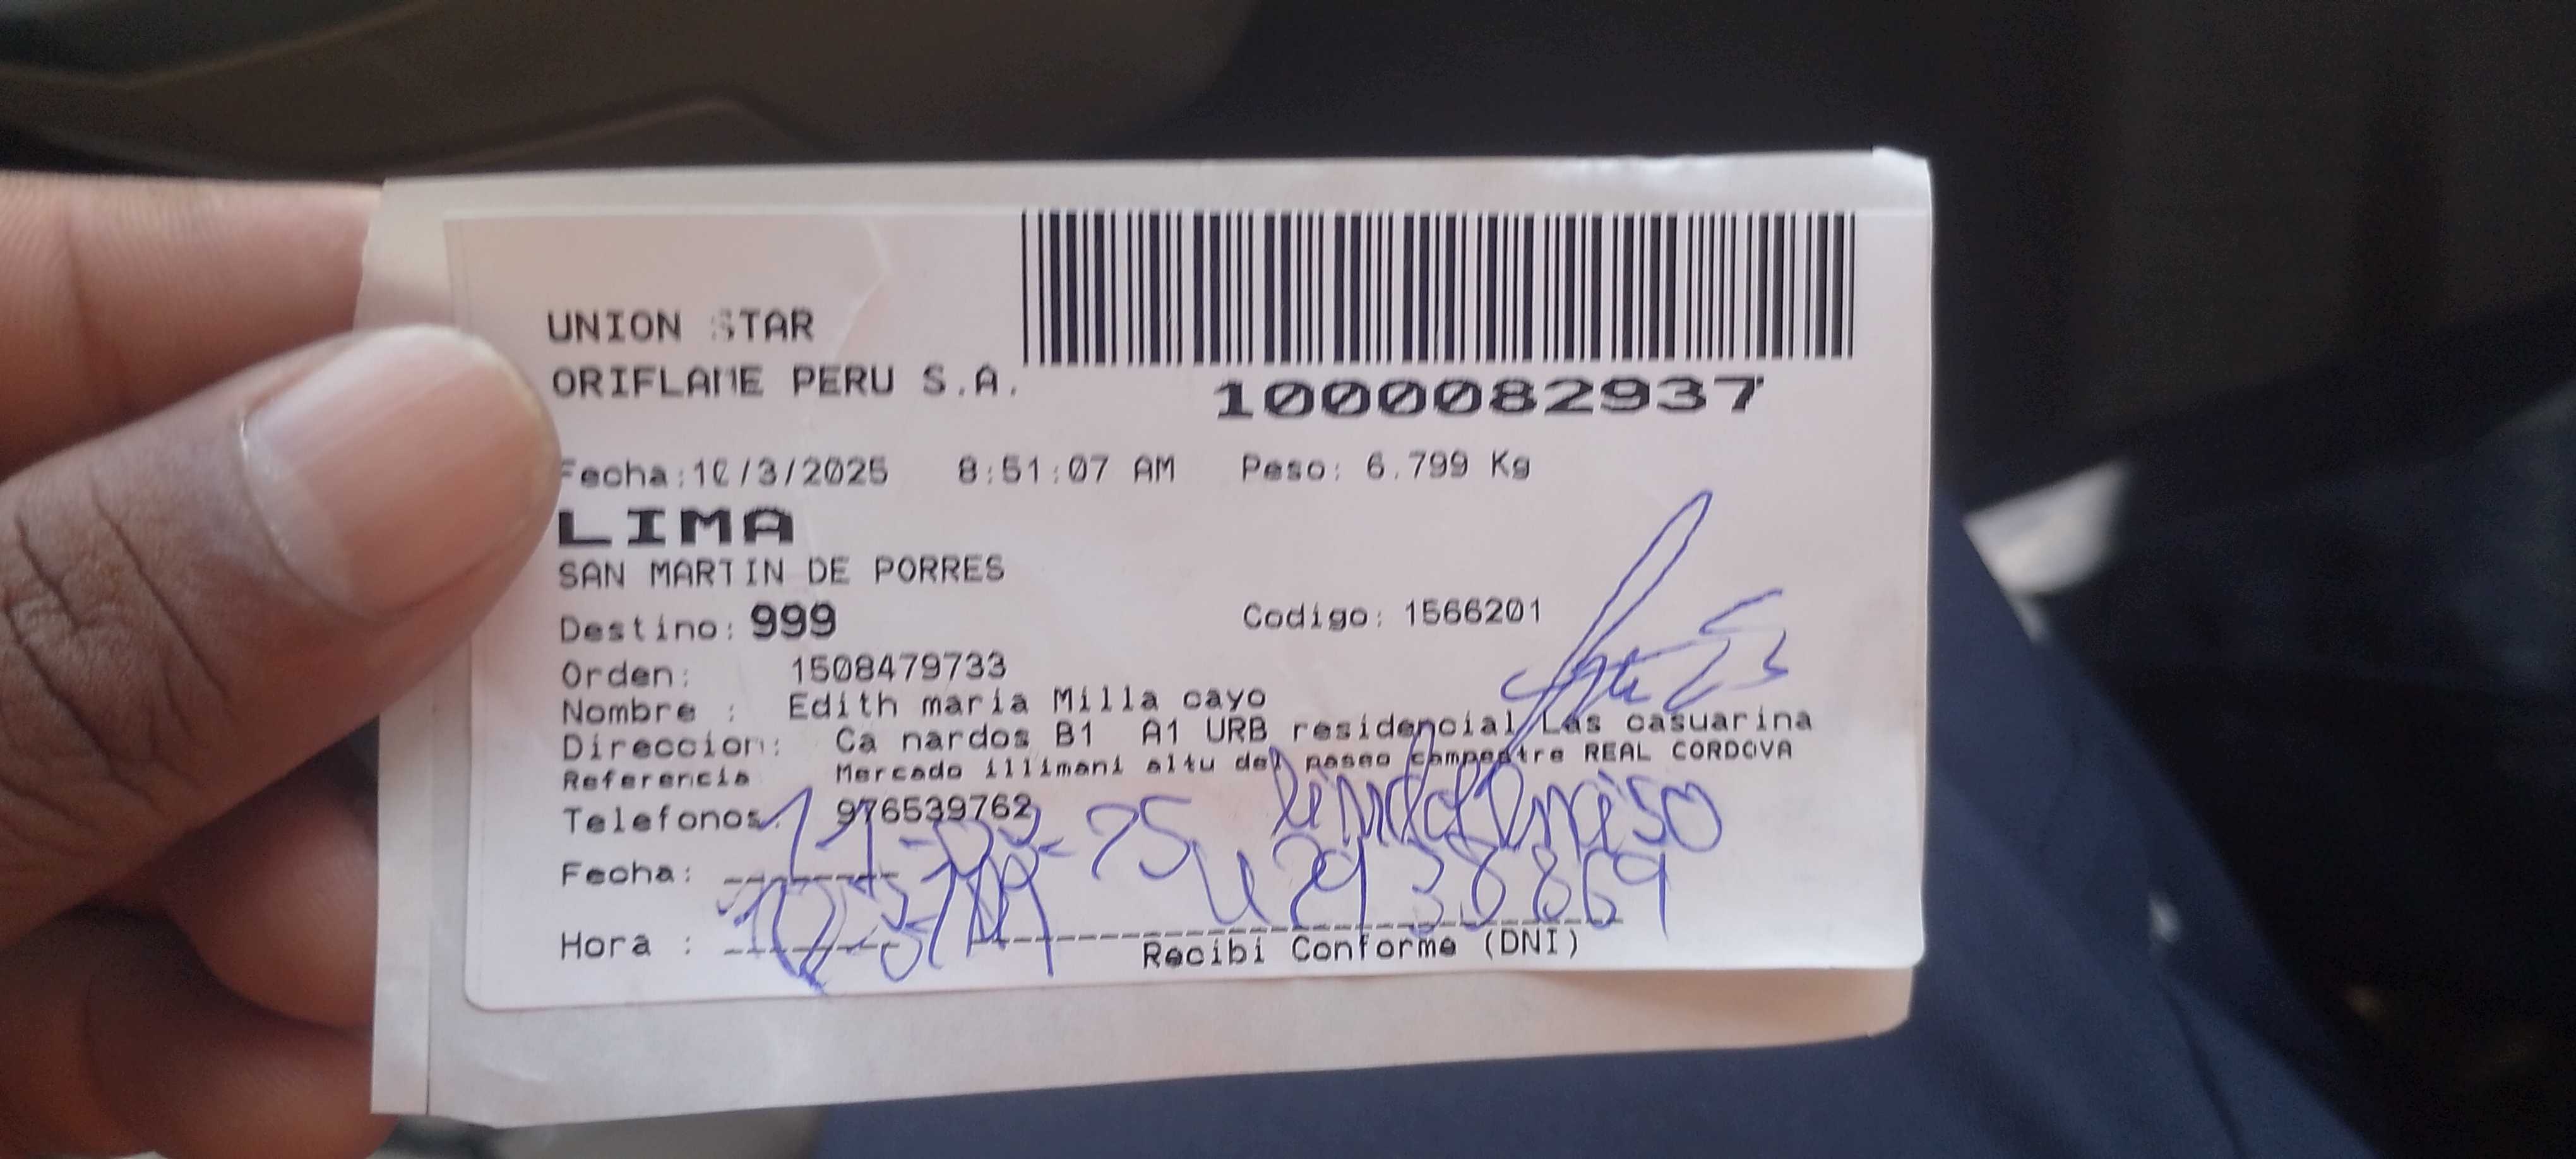 UNION STAR
ORIFLAME PERU S.A.
1000082937
Fecha:10/3/2025 8:51:07 AM Peso: 6.799 Kg
LIMA
SAN MARTIN DE PORRES
Destino: 999 Codigo: 1566201
Orden: 1508479733
Nombre : Edith maria Milla cayo
Direccion: Ca nardos B1 A1 URB residencial Las casuarina
Referencia Mercado illimani altu del paseo campestre REAL CORDOVA
Telefonos: 976539762
Fecha: 11-03-25
Hora :
Recibi Conforme (DNI)